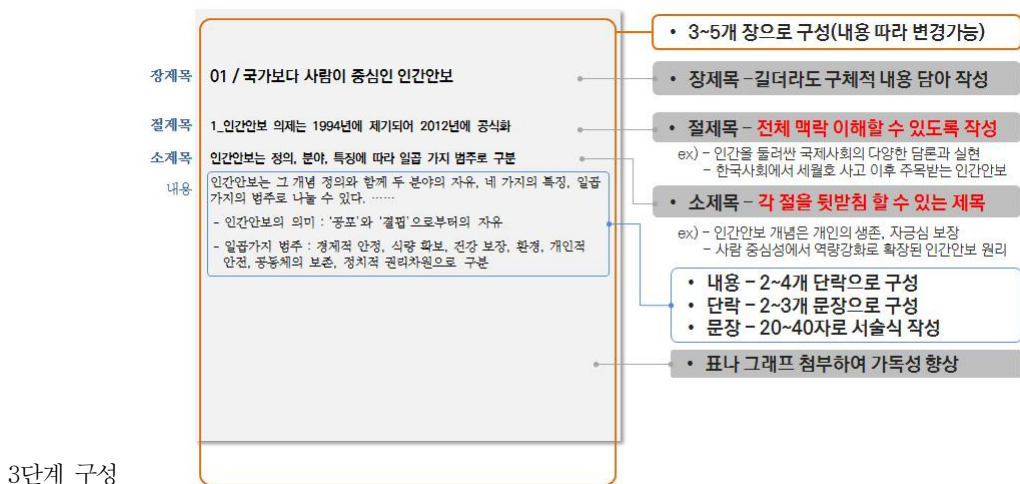 • 3~5개 장으로 구성(내용 따라 변경가능)
장제목 01 / 국가보다 사람이 중심인 인간안보
• 장제목 –길더라도 구체적 내용 담아 작성
절제목 1_인간안보 의제는 1994년에 제기되어 2012년에 공식화
• 절제목 – 전체 맥락 이해할 수 있도록 작성
ex) – 인간을 둘러싼 국제사회의 다양한 담론과 실현
– 한국사회에서 세월호 사고 이후 주목받는 인간안보
소제목 인간안보는 정의, 분야, 특징에 따라 일곱 가지 범주로 구분
내용 인간안보는 그 개념 정의와 함께 두 분야의 자유, 네 가지의 특징, 일곱
가지의 범주로 나눌 수 있다. ……
- 인간안보의 의미 : ‘공포’와 ‘결핍’으로부터의 자유
- 일곱가지 범주 : 경제적 안정, 식량 확보, 건강 보장, 환경, 개인적
안전, 공동체의 보존, 정치적 권리차원으로 구분
• 소제목 – 각 절을 뒷받침 할 수 있는 제목
ex) – 인간안보 개념은 개인의 생존, 자긍심 보장
– 사람 중심성에서 역량강화로 확장된 인간안보 원리
• 내용 – 2~4개 단락으로 구성
• 단락 – 2~3개 문장으로 구성
• 문장 – 20~40자로 서술식 작성
• 표나 그래프 첨부하여 가독성 향상
3단계 구성